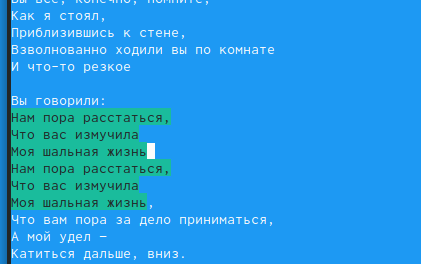 Вы все, конечно, помните,
Как я стоял,
Приблизившись к стене,
Взволнованно ходили вы по комнате
И что-то резкое

Вы говорили:
Нам пора расстаться,
Что вас измучила
Моя шальная жизнь
Нам пора расстаться,
Что вас измучила
Моя шальная жизнь,
Что вам пора за дело приниматься,
А мой удел –
Катиться дальше, вниз.